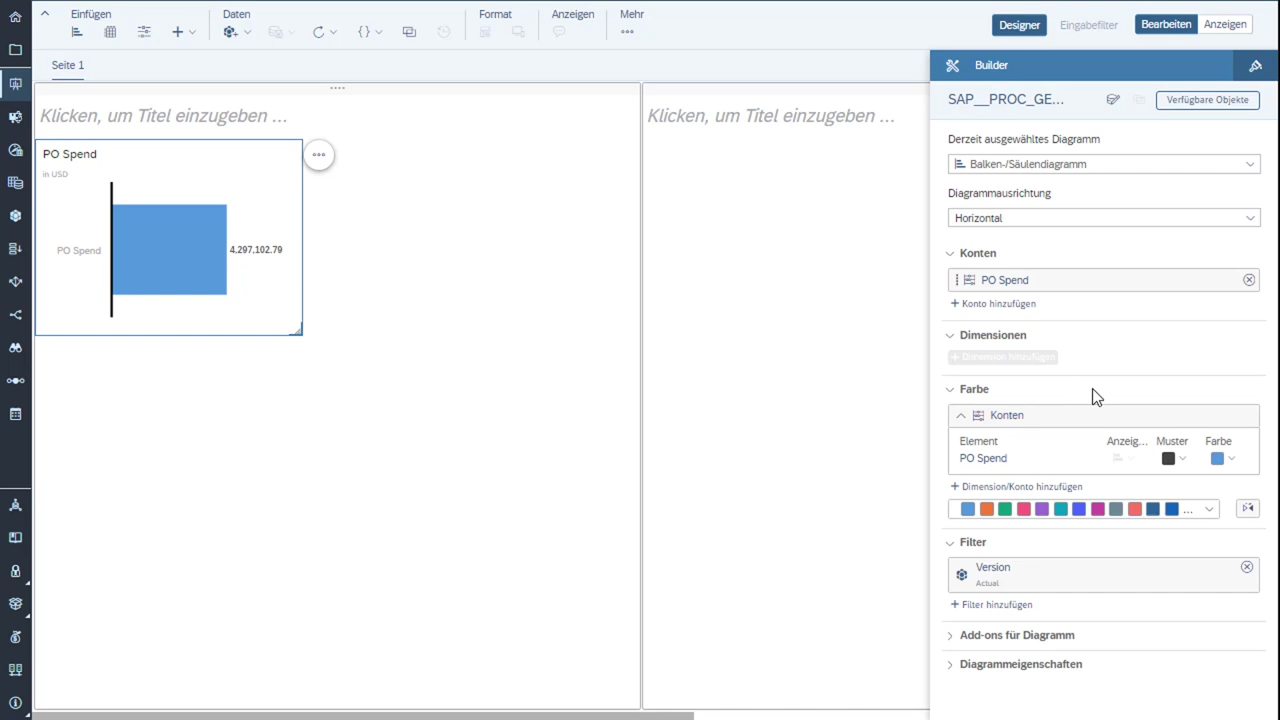 Einfügen
Daten
Format
Anzeigen
Mehr
Designer
Eingabefilter
Bearbeiten
Anzeigen
Seite 1
Builder
Klicken, um Titel einzugeben ...
Klicken, um Titel einzugeben ...
SAP__PROC_GE...
Verfügbare Objekte
PO Spend
in USD
PO Spend
4,297,102.79
Derzeit ausgewähltes Diagramm
Balken-/Säulendiagramm
Diagrammausrichtung
Horizontal
Konten
PO Spend
+ Konto hinzufügen
Dimensionen
+ Dimension hinzufügen
Farbe
Konten
Element
Anzeig...
Muster
Farbe
PO Spend
+ Dimension/Konto hinzufügen
...
Filter
Version
Actual
+ Filter hinzufügen
Add-ons für Diagramm
Diagrammeigenschaften